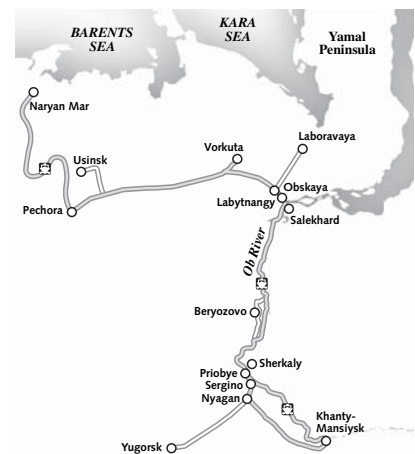 BARENTS
SEA
KARA
SEA
Yamal
Peninsula
Naryan Mar
Usinsk
Vorkuta
Laboravaya
Pechora
Obskaya
Labytnangy
Salekhard
Ob River
Beryozovo
Sherkaly
Priobye
Sergino
Nyagan
Khanty-
Mansiysk
Yugorsk